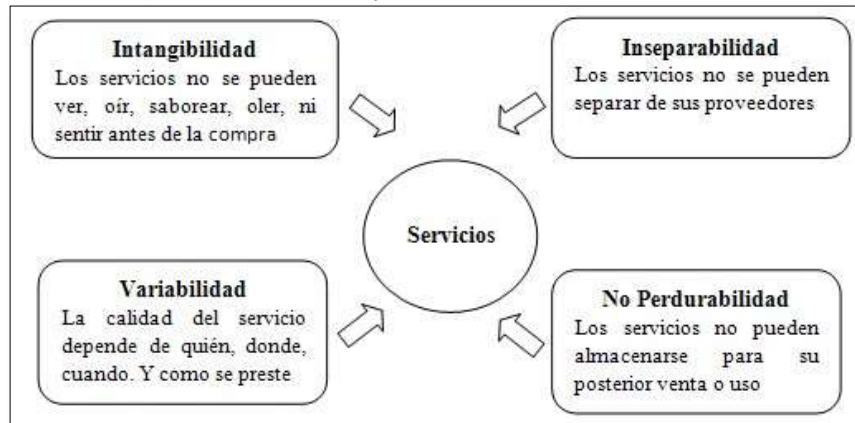 Intangibilidad
Los servicios no se pueden
ver, oír, saborear, oler, ni
sentir antes de la compra
Inseparabilidad
Los servicios no se pueden
separar de sus proveedores
Servicios
Variabilidad
La calidad del servicio
depende de quién, donde,
cuando. Y como se preste
No Perdurabilidad
Los servicios no pueden
almacenarse para su
posterior venta o uso